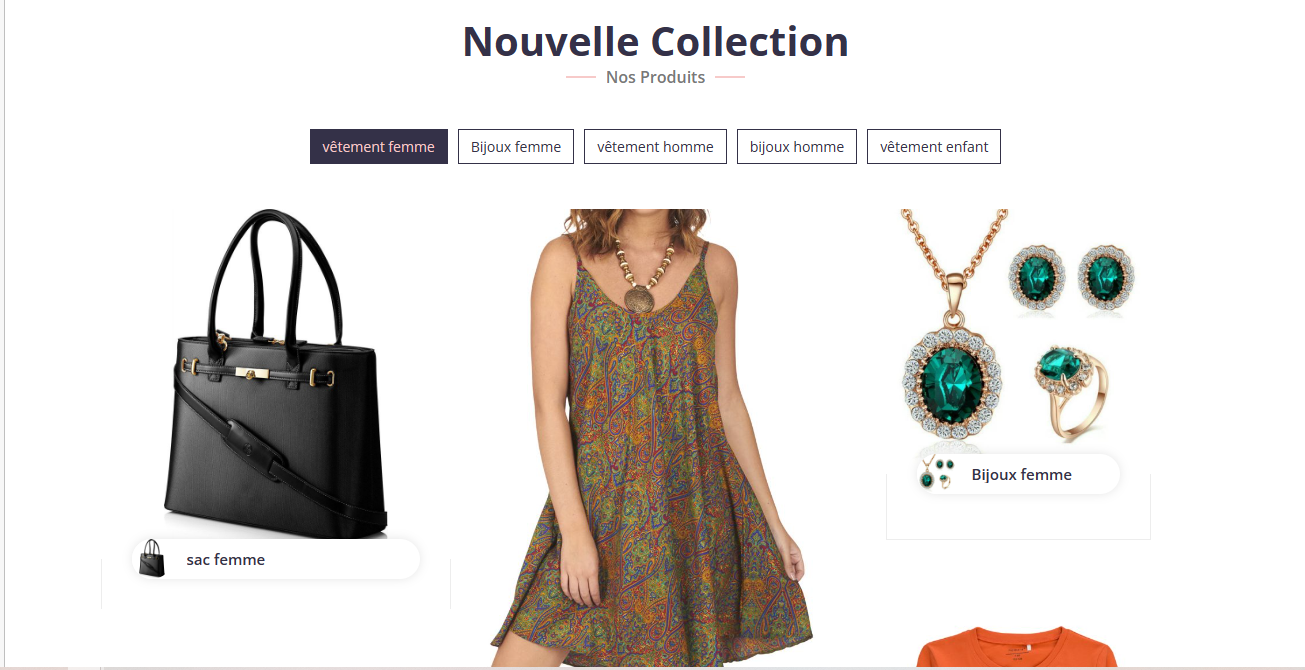 Nouvelle Collection
Nos Produits
vêtement femme
Bijoux femme
vêtement homme
bijoux homme
vêtement enfant
Bijoux femme
sac femme